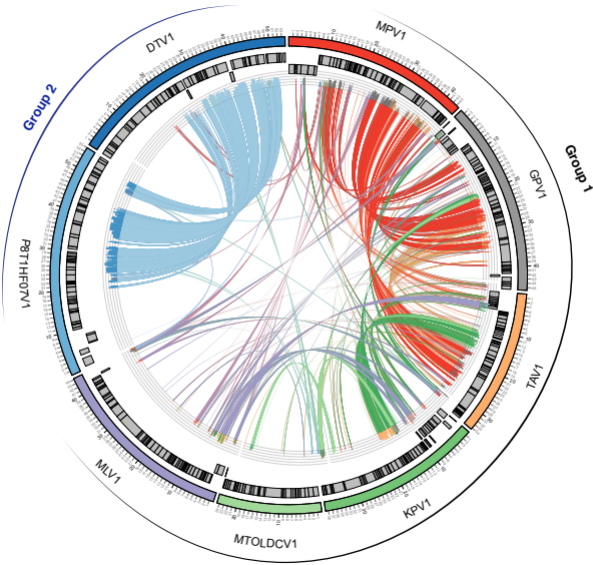 MPV1
GPV1
Group 1
TAV1
KPV1
MTOLDCV1
MLV1
P8T1HF07V1
Group 2
DTV1